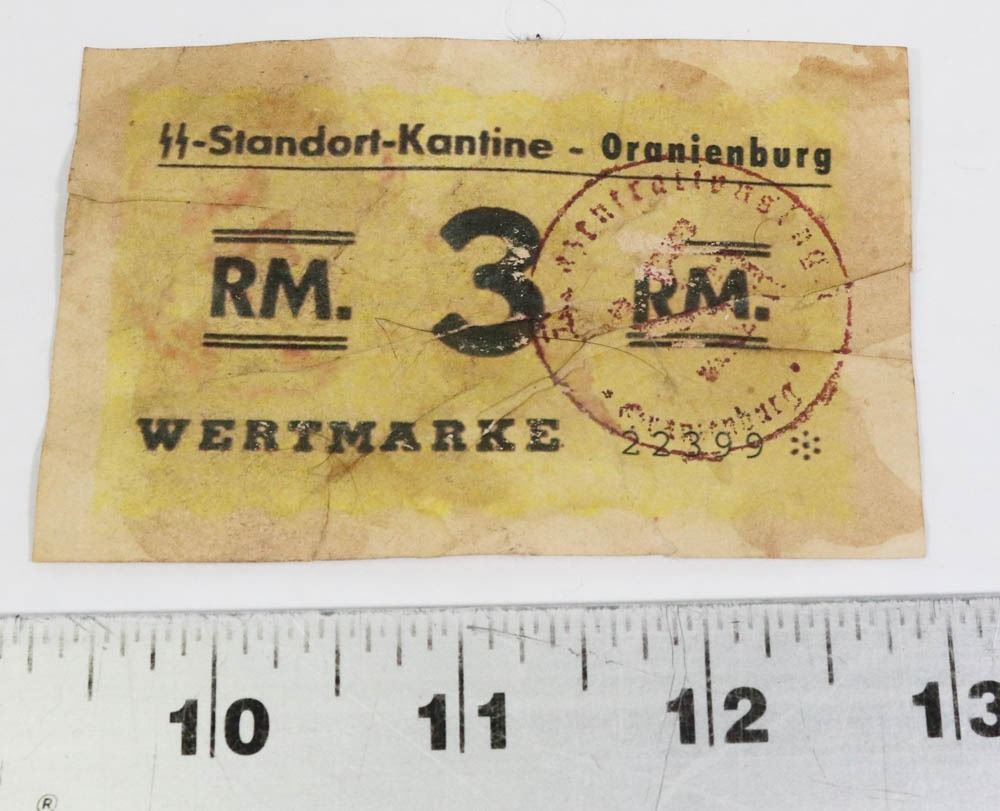 ᛋᛋ-Standort-Kantine - Oranienburg
RM. 3 RM.
WERTMARKE
Oranienburg
22399
10 11 12 13
®